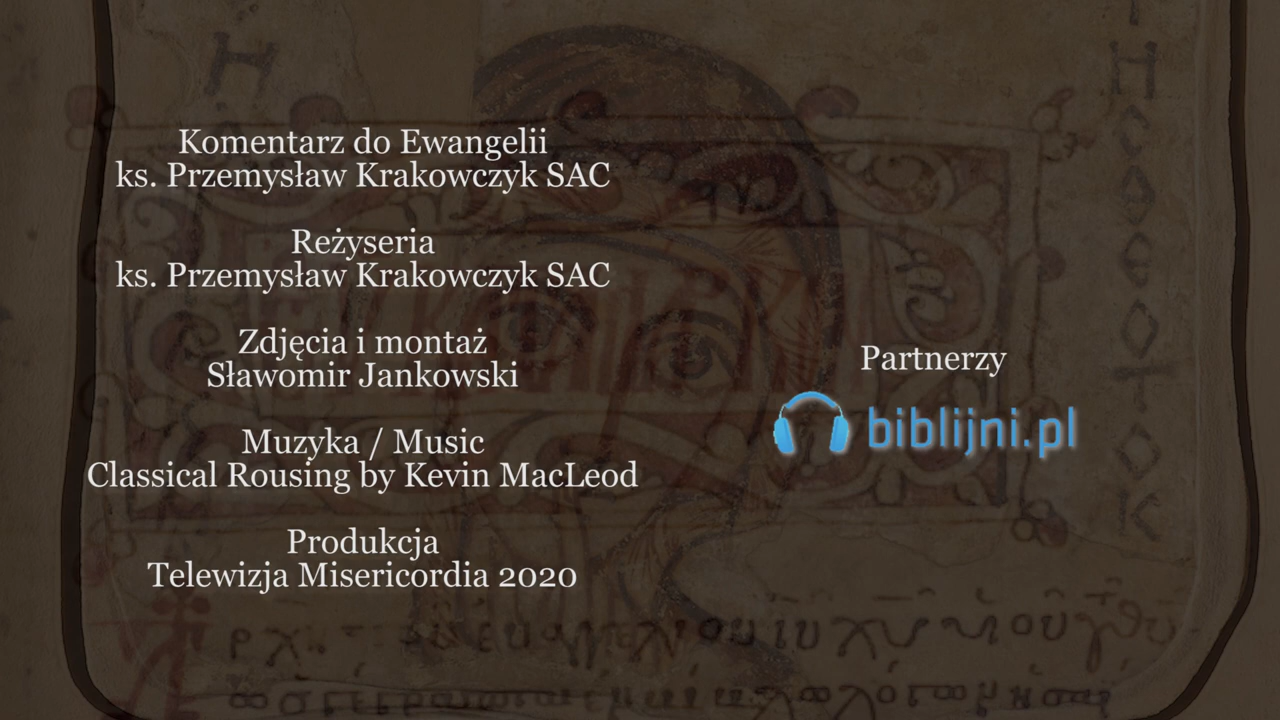 Komentarz do Ewangelii
ks. Przemysław Krakowczyk SAC
Reżyseria
ks. Przemysław Krakowczyk SAC
Zdjęcia i montaż
Sławomir Jankowski
Muzyka / Music
Classical Rousing by Kevin MacLeod
Produkcja
Telewizja Misericordia 2020
Partnerzy
biblijni.pl